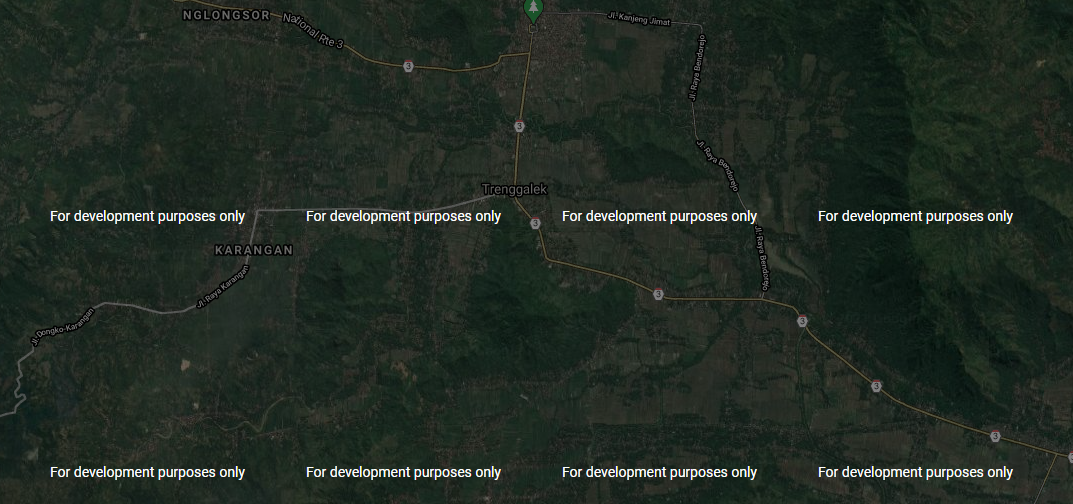 NGLONGSOR
National Rte 3
Jl. Kanjeng Jimat
3
Jl. Raya Bendorejo
3
Jl. Raya Bendorejo
Trenggalek
For development purposes only
For development purposes only
For development purposes only
For development purposes only
3
KARANGAN
Jl. Raya Bendorejo
Jl. Raya Karangan
3
Jl. Dongko-Karangan
3
3
3
3
For development purposes only
For development purposes only
For development purposes only
For development purposes only